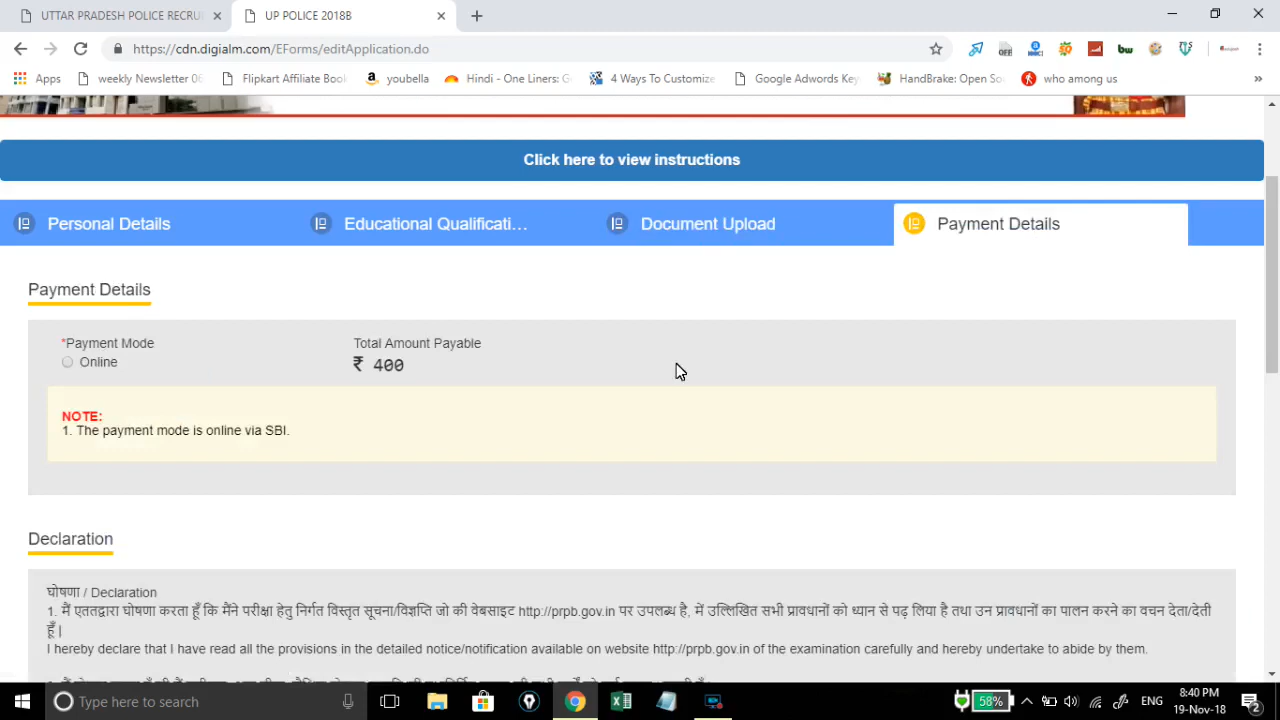 UTTAR PRADESH POLICE RECRU
UP POLICE 2018B
https://cdn.digialm.com/EForms/editApplication.do
Apps
weekly Newsletter 06
Flipkart Affiliate Book
youbella
Hindi - One Liners: G
4 Ways To Customize
Google Adwords Key
HandBrake: Open So
who among us
Click here to view instructions
Personal Details
Educational Qualificati...
Document Upload
Payment Details
Payment Details
*Payment Mode
Total Amount Payable
Online
₹ 400
NOTE:
1. The payment mode is online via SBI.
Declaration
घोषणा / Declaration
1. मैं एततद्वारा घोषणा करता हूँ कि मैंने परीक्षा हेतु निर्गत विस्तृत सूचना/विज्ञप्ति जो की वेबसाइट http://prpb.gov.in पर उपलब्ध है, में उल्लिखित सभी प्रावधानों को ध्यान से पढ़ लिया है तथा उन प्रावधानों का पालन करने का वचन देता/देती
हूँ |
I hereby declare that I have read all the provisions in the detailed notice/notification available on website http://prpb.gov.in of the examination carefully and hereby undertake to abide by them.
Type here to search
58%
ENG
8:40 PM
19-Nov-18
2